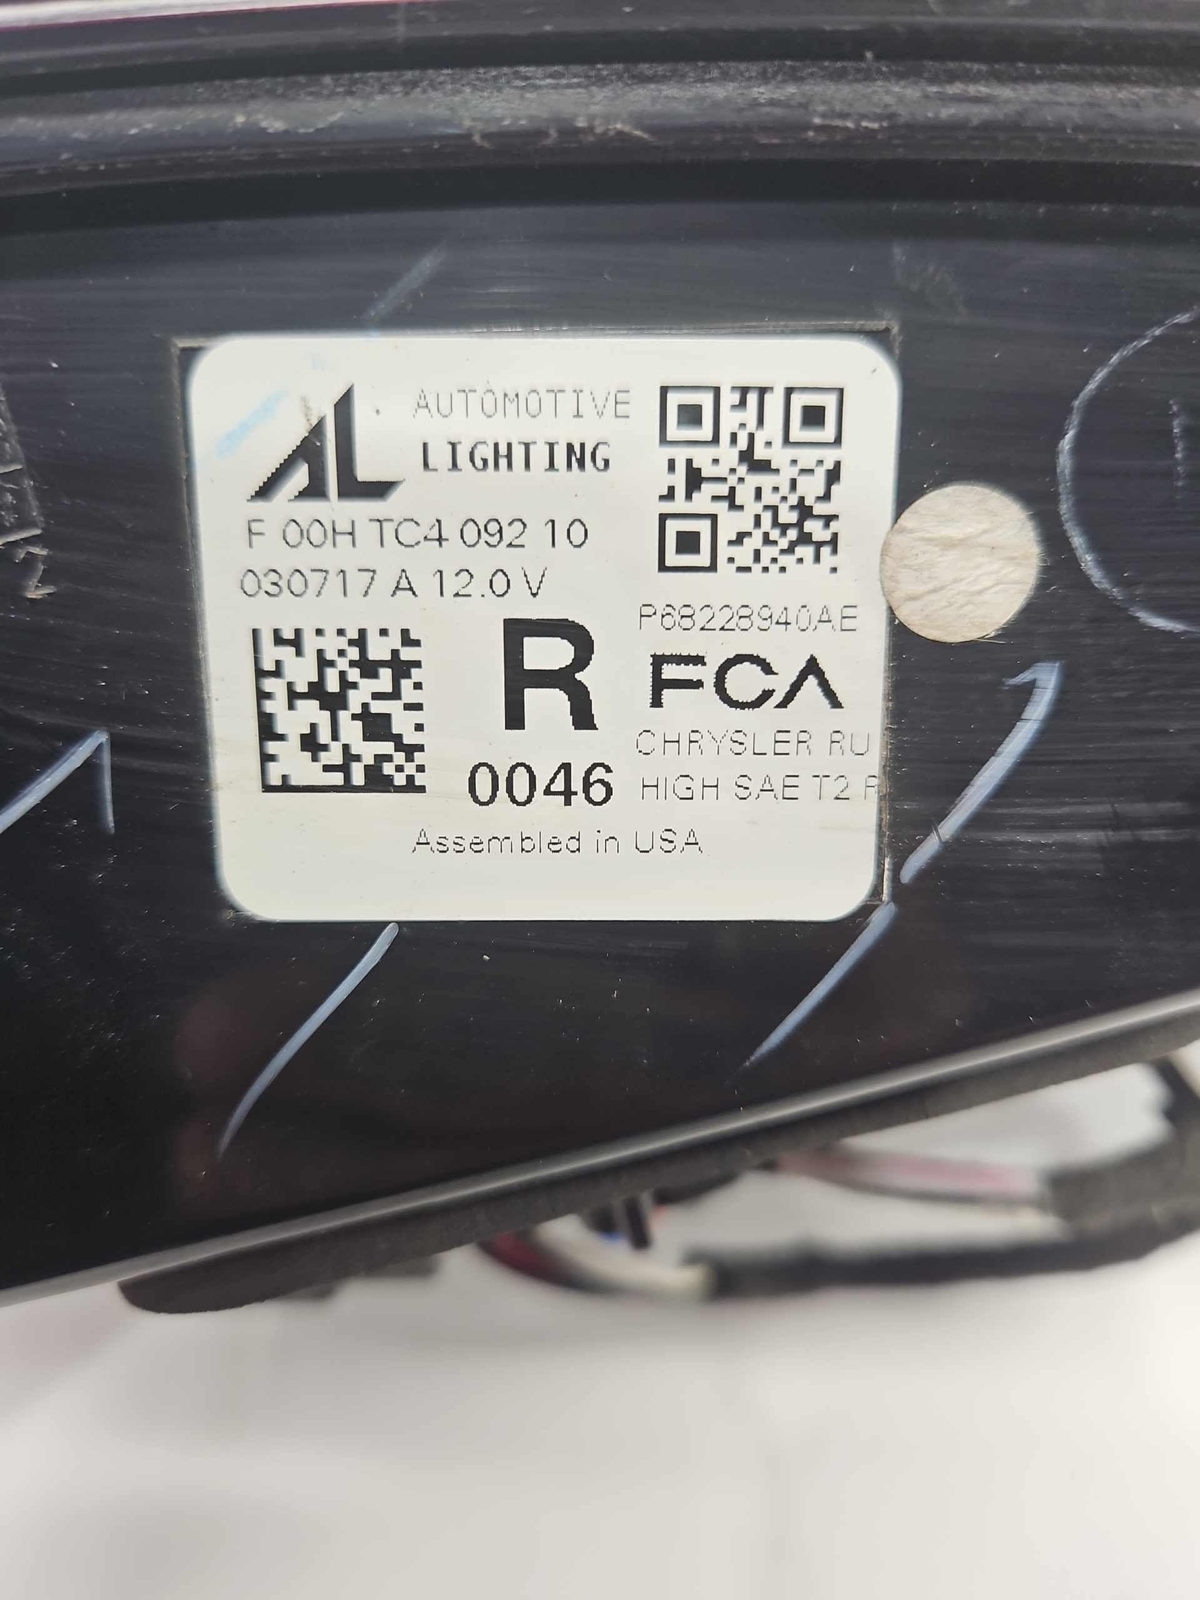 AL AUTOMOTIVE
LIGHTING
F 00H TC4 092 10
030717 A 12.0 V
P68228940AE
R
FCA
CHRYSLER RU
0046
HIGH SAE T2 R
Assembled in USA